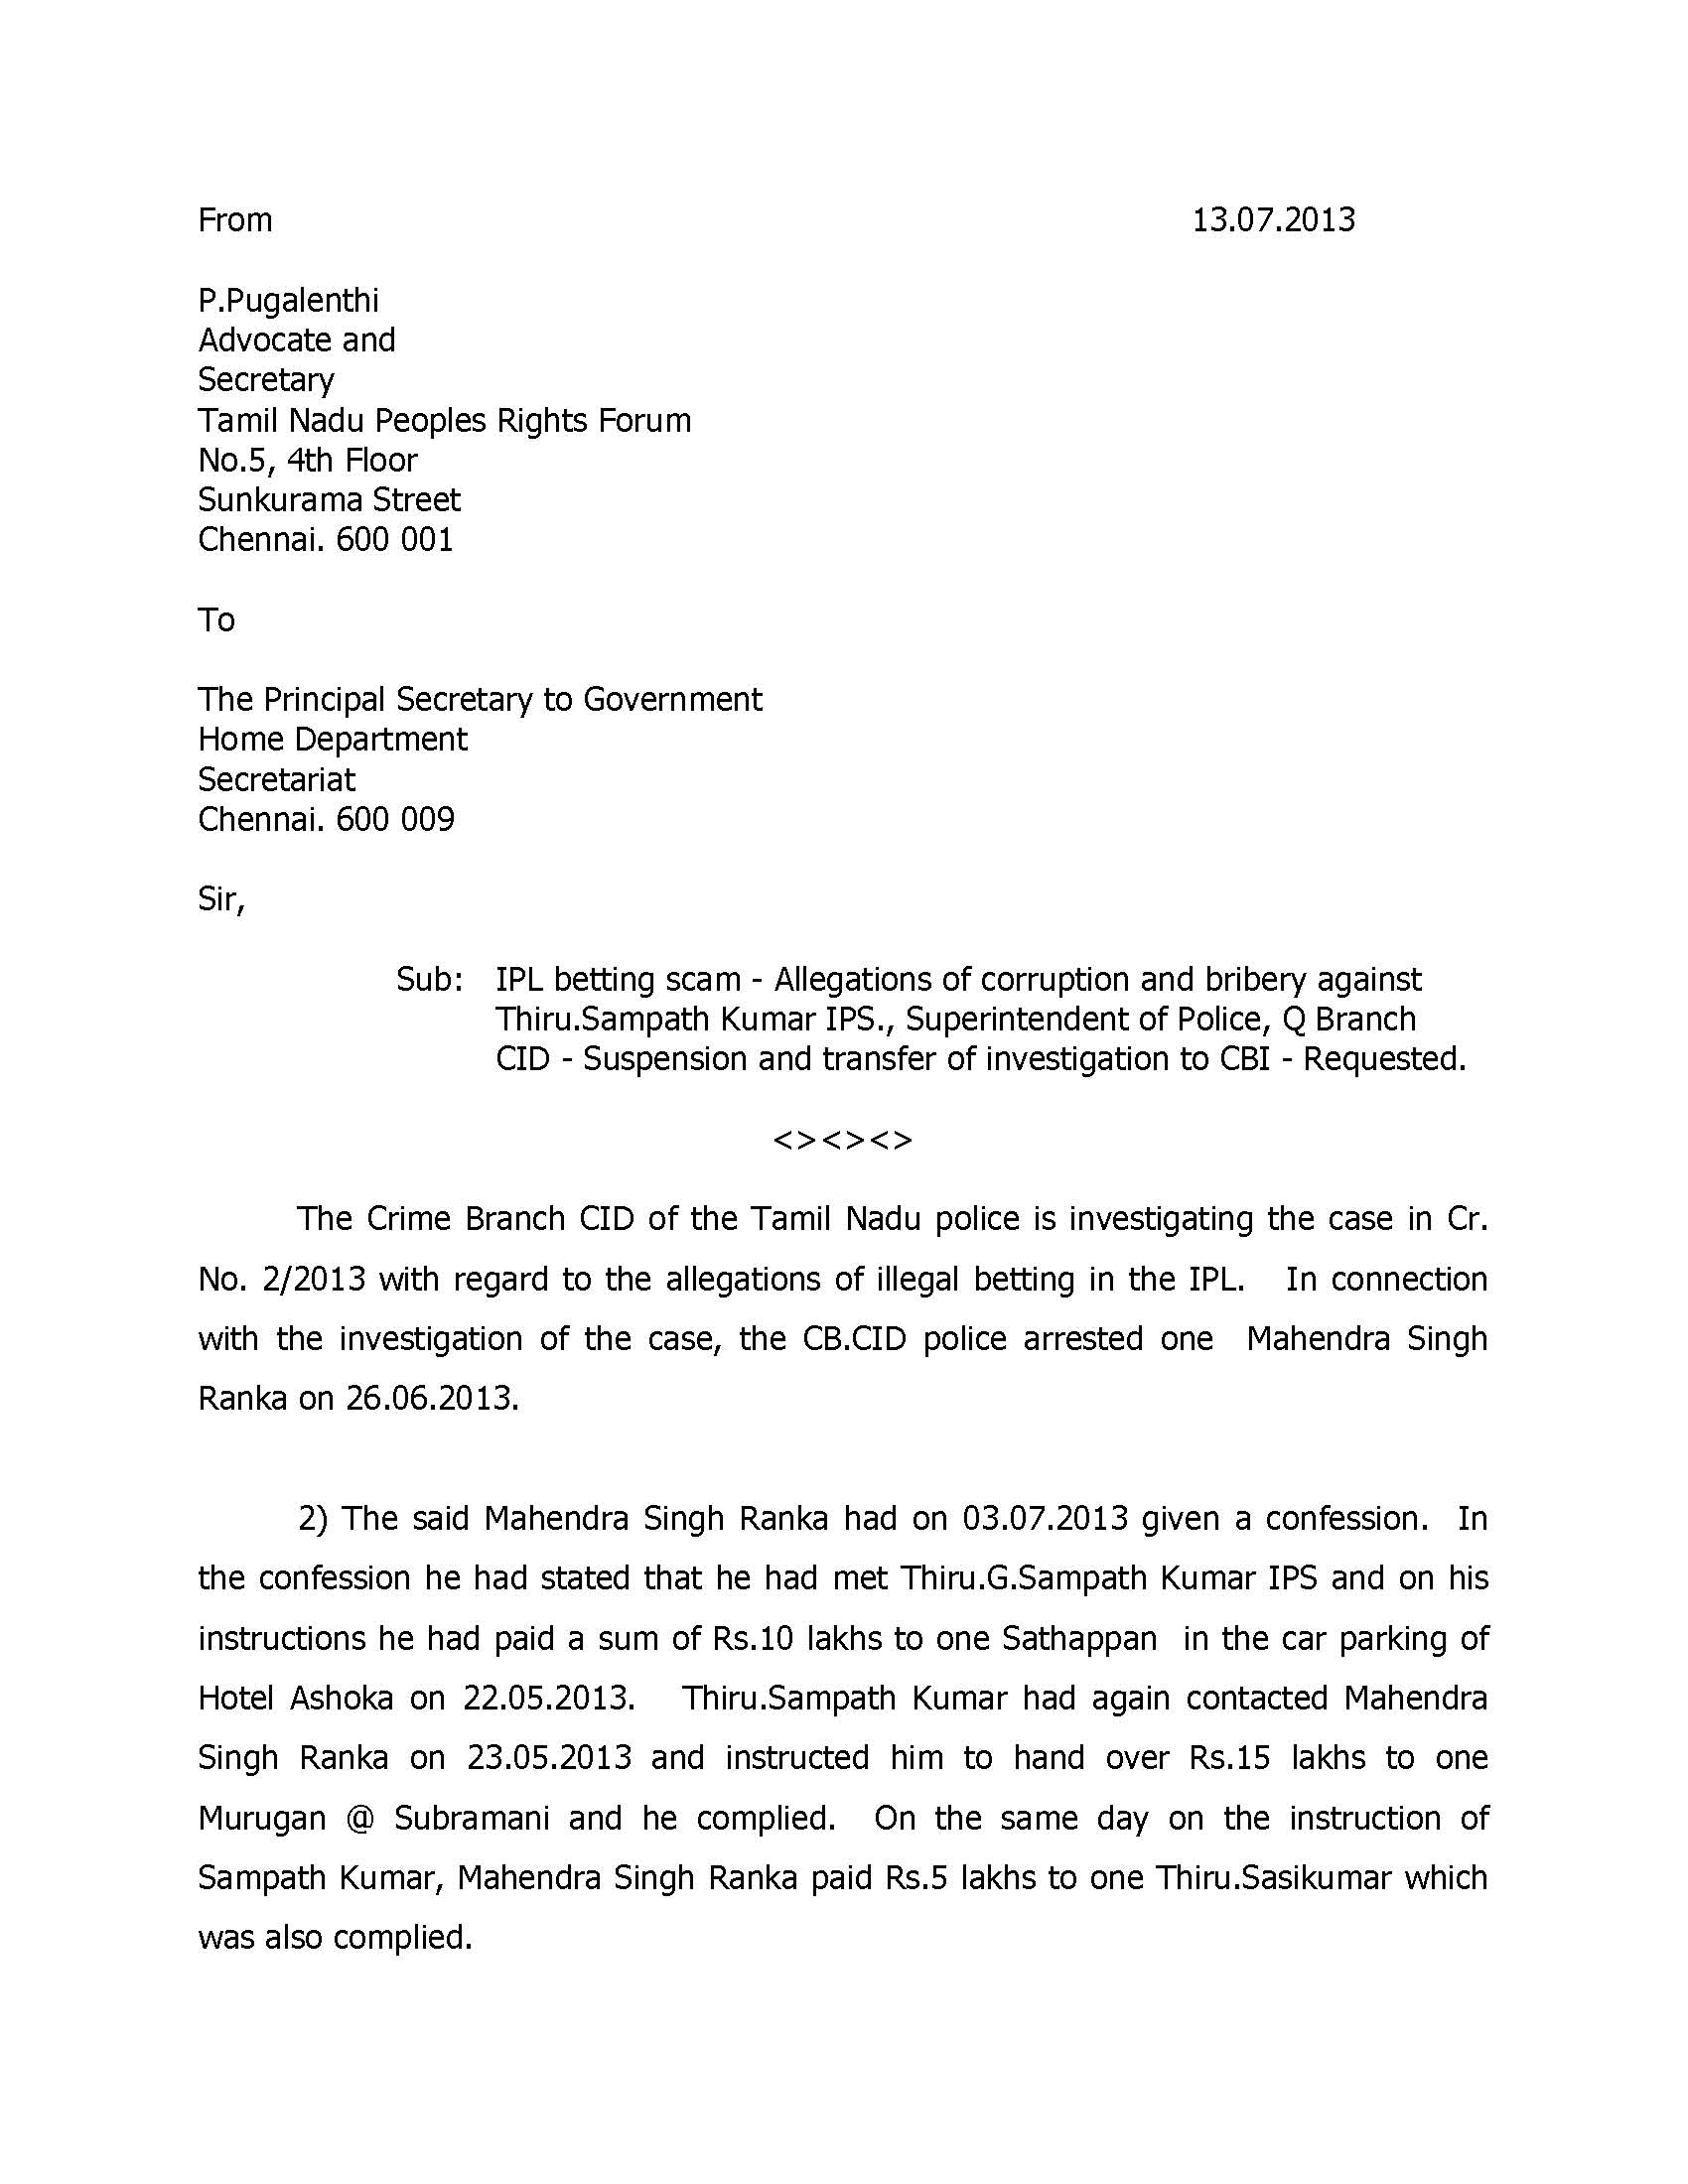 From 13.07.2013
P.Pugalenthi
Advocate and
Secretary
Tamil Nadu Peoples Rights Forum
No.5, 4th Floor
Sunkurama Street
Chennai. 600 001
To
The Principal Secretary to Government
Home Department
Secretariat
Chennai. 600 009
Sir,
Sub: IPL betting scam - Allegations of corruption and bribery against
Thiru.Sampath Kumar IPS., Superintendent of Police, Q Branch
CID - Suspension and transfer of investigation to CBI - Requested.
<><><>
The Crime Branch CID of the Tamil Nadu police is investigating the case in Cr.
No. 2/2013 with regard to the allegations of illegal betting in the IPL. In connection
with the investigation of the case, the CB.CID police arrested one Mahendra Singh
Ranka on 26.06.2013.
2) The said Mahendra Singh Ranka had on 03.07.2013 given a confession. In
the confession he had stated that he had met Thiru.G.Sampath Kumar IPS and on his
instructions he had paid a sum of Rs.10 lakhs to one Sathappan in the car parking of
Hotel Ashoka on 22.05.2013. Thiru.Sampath Kumar had again contacted Mahendra
Singh Ranka on 23.05.2013 and instructed him to hand over Rs.15 lakhs to one
Murugan @ Subramani and he complied. On the same day on the instruction of
Sampath Kumar, Mahendra Singh Ranka paid Rs.5 lakhs to one Thiru.Sasikumar which
was also complied.